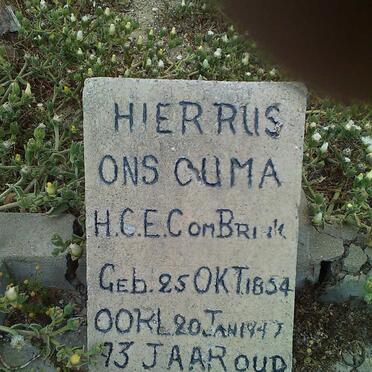 HIER RUS
ONS OUMA
H.C.E. ComBrink
GEB. 25 OKT 1854
OORL 20 JAN 1947
93 JAAR OUD